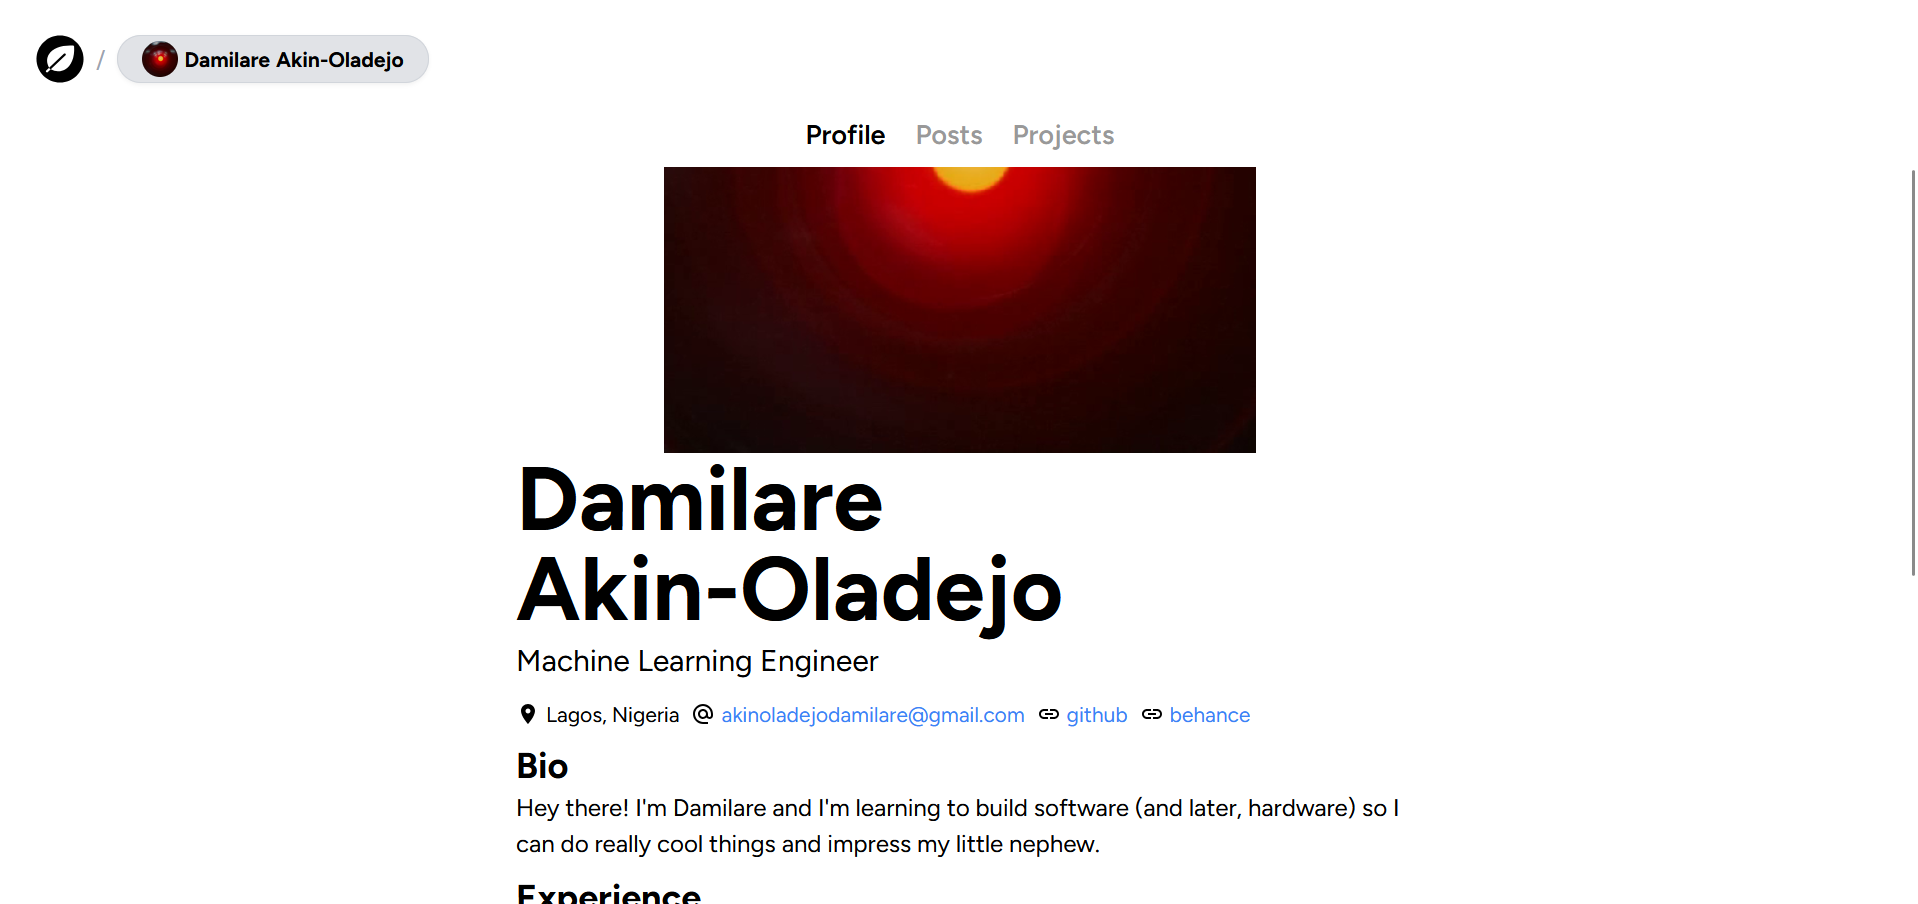 / Damilare Akin-Oladejo
Profile Posts Projects
Damilare
Akin-Oladejo
Machine Learning Engineer
Lagos, Nigeria akinoladejodamilare@gmail.com github behance
Bio
Hey there! I'm Damilare and I'm learning to build software (and later, hardware) so I
can do really cool things and impress my little nephew.
Experience